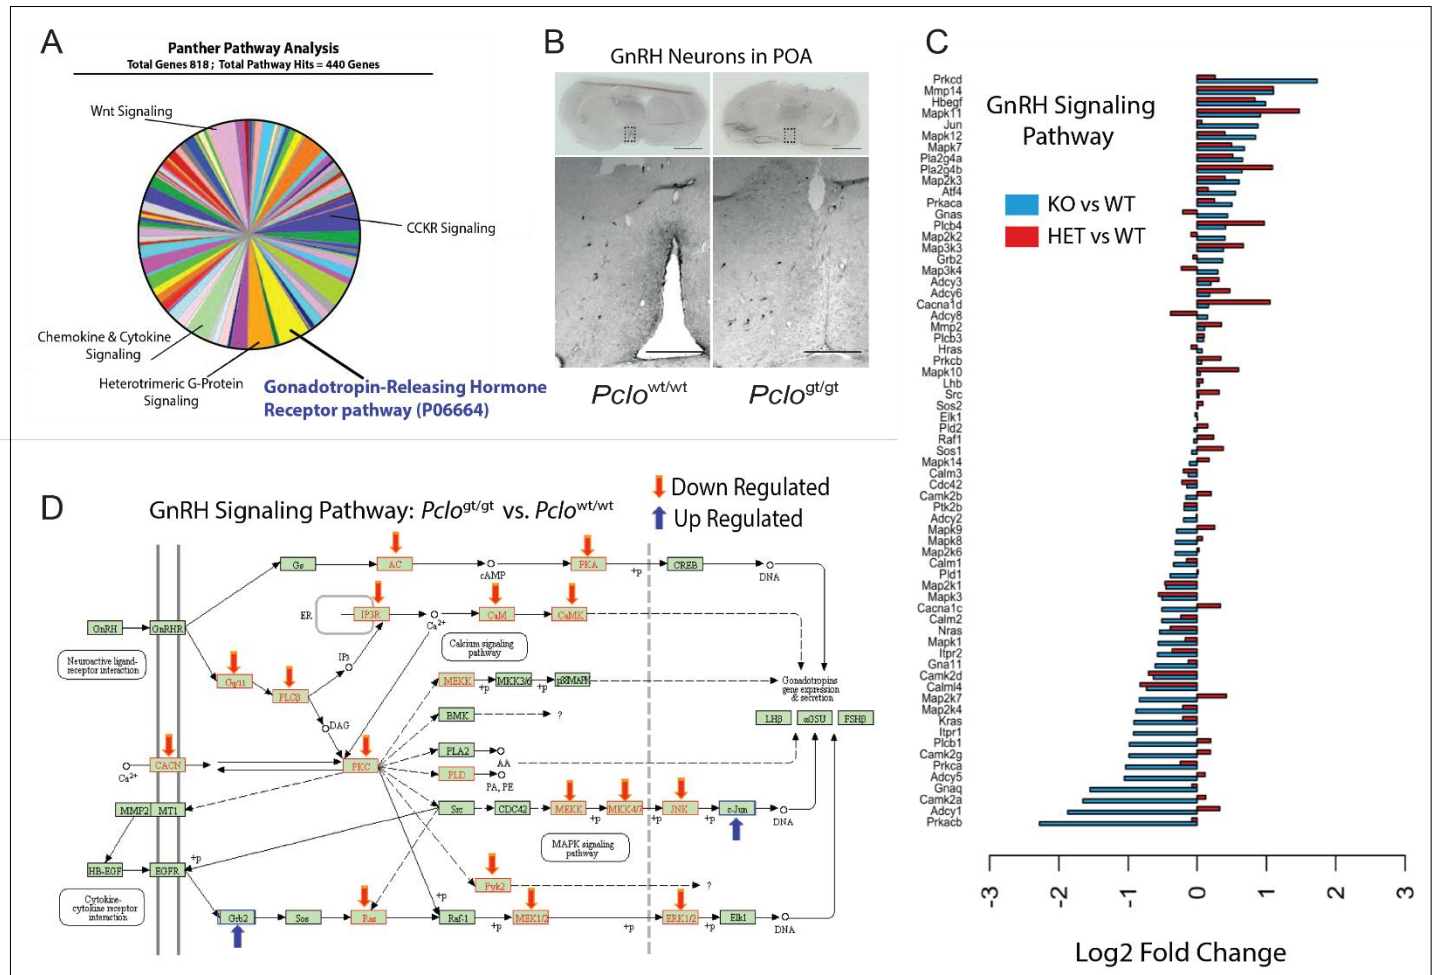 A
Panther Pathway Analysis
Total Genes 818 ; Total Pathway Hits = 440 Genes
Wnt Signaling
CCKR Signaling
Chemokine & Cytokine
Signaling
Heterotrimeric G-Protein
Signaling
Gonadotropin-Releasing Hormone
Receptor pathway (P06664)
B
GnRH Neurons in POA
Pclowt/wt
Pclogt/gt
C
GnRH Signaling
Pathway
KO vs WT
HET vs WT
Prkcd
Mmp14
Hbegf
Mapk11
Jun
Mapk12
Mapk7
Pla2g4a
Pla2g4b
Map2k3
Atf4
Prkaca
Gnas
Plcb4
Map2k2
Map3k3
Grb2
Map3k4
Adcy3
Adcy6
Cacna1d
Adcy8
Mmp2
Plcb3
Hras
Prkcb
Mapk10
Lhb
Src
Sos2
Elk1
Pld2
Raf1
Sos1
Mapk14
Calm3
Cdc42
Camk2b
Ptk2b
Adcy2
Mapk9
Mapk8
Map2k6
Calm1
Pld1
Map2k1
Mapk3
Cacna1c
Calm2
Nras
Mapk1
Itpr2
Gna11
Camk2d
Calml4
Map2k7
Map2k4
Kras
Itpr1
Plcb1
Camk2g
Prkca
Adcy5
Gnaq
Camk2a
Adcy1
Prkacb
-3 -2 -1 0 1 2 3
Log2 Fold Change
D
GnRH Signaling Pathway: Pclogt/gt vs. Pclowt/wt
Down Regulated
Up Regulated
Gs
AC
cAMP
PKA
+p
CREB
DNA
ER
IP3R
Ca2+
CaM
CaMK
GnRH
GnRHR
Neuroactive ligand-
receptor interaction
Calcium signaling
pathway
IP3
Gq/11
PLCβ
MEKK
+p
MKK3/6
+p
p38MAPK
Gonadotropins
gene expression
& secretion
DAG
BMK
?
LHβ
αGSU
FSHβ
Ca2+
CACN
PKC
PLA2
AA
PLD
PA, PE
MMP2
MT1
Src
CDC42
MEKK
+p
MKK4/7
+p
JNK
+p
c-Jun
DNA
MAPK signaling
pathway
HB-EGF
EGFR
+p
Pyk2
?
Cytokine-
cytokine receptor
interaction
Grb2
Sos
Ras
+p
Raf-1
+p
MEK1/2
+p
ERK1/2
+p
Elk1
DNA